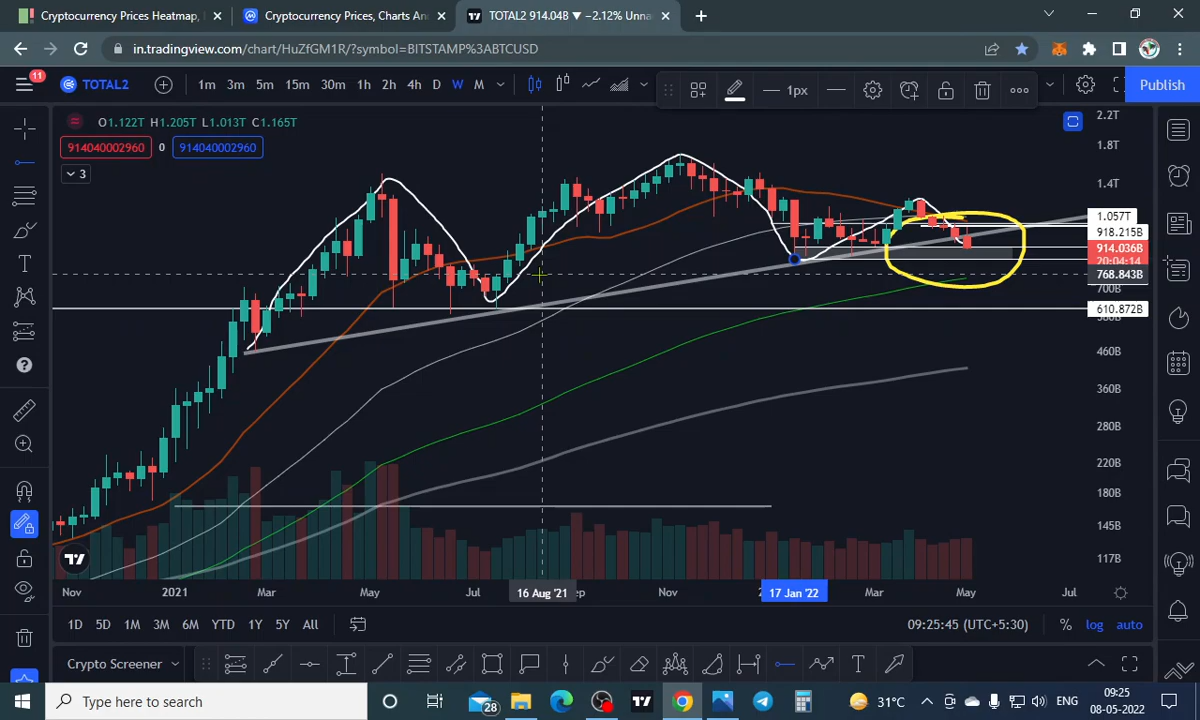 Cryptocurrency Prices Heatmap,
Cryptocurrency Prices, Charts An
TOTAL2 914.04B ▼ −2.12% Unna
in.tradingview.com/chart/HuZfGM1R/?symbol=BITSTAMP%3ABTCUSD
11
TOTAL2
1m 3m 5m 15m 30m 1h 2h 4h D W M
1px
Publish
O1.122T H1.205T L1.013T C1.165T
914040002960 0 914040002960
3
2.2T
1.8T
1.4T
1.057T
918.215B
914.036B
20:04:14
768.843B
700B
610.872B
460B
360B
280B
220B
180B
145B
117B
Nov 2021 Mar May Jul 16 Aug '21 ep Nov 17 Jan '22 Mar May Jul
1D 5D 1M 3M 6M YTD 1Y 5Y All
09:25:45 (UTC+5:30) % log auto
Crypto Screener
Type here to search
28
31°C
ENG
09:25
08-05-2022